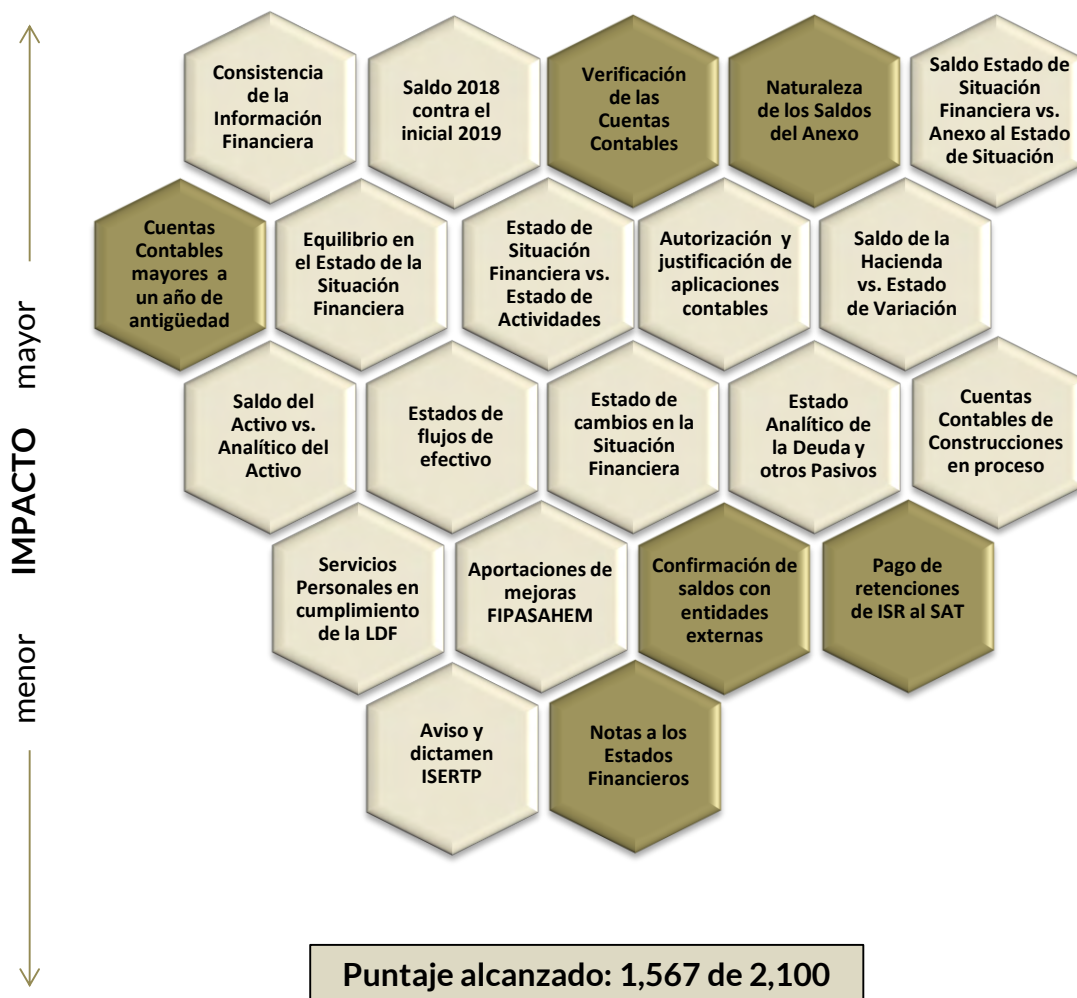 Consistencia
de la
Información
Financiera
Saldo 2018
contra el
inicial 2019
Verificación
de las
Cuentas
Contables
Naturaleza
de los Saldos
del Anexo
Saldo Estado de
Situación
Financiera vs.
Anexo al Estado
de Situación
Cuentas
Contables
mayores a
un año de
antigüedad
Equilibrio en
el Estado de la
Situación
Financiera
Estado de
Situación
Financiera vs.
Estado de
Actividades
Autorización y
justificación de
aplicaciones
contables
Saldo de la
Hacienda
vs. Estado
de Variación
Saldo del
Activo vs.
Analítico del
Activo
Estados de
flujos de
efectivo
Estado de
cambios en la
Situación
Financiera
Estado
Analítico de
la Deuda y
otros Pasivos
Cuentas
Contables de
Construcciones
en proceso
Servicios
Personales en
cumplimiento
de la LDF
Aportaciones de
mejoras
FIPASAHEM
Confirmación de
saldos con
entidades
externas
Pago de
retenciones
de ISR al SAT
Aviso y
dictamen
ISERTP
Notas a los
Estados
Financieros
menor IMPACTO mayor
Puntaje alcanzado: 1,567 de 2,100